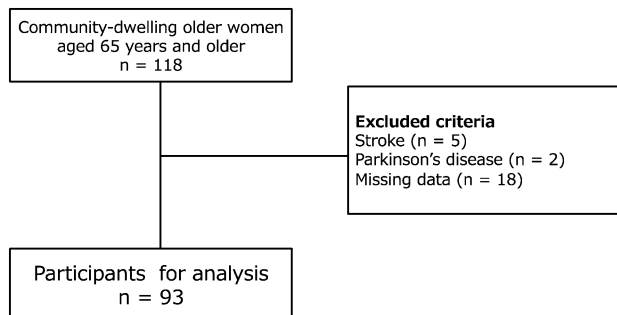 Community-dwelling older women
aged 65 years and older
n = 118
Excluded criteria
Stroke (n = 5)
Parkinson's disease (n = 2)
Missing data (n = 18)
Participants for analysis
n = 93